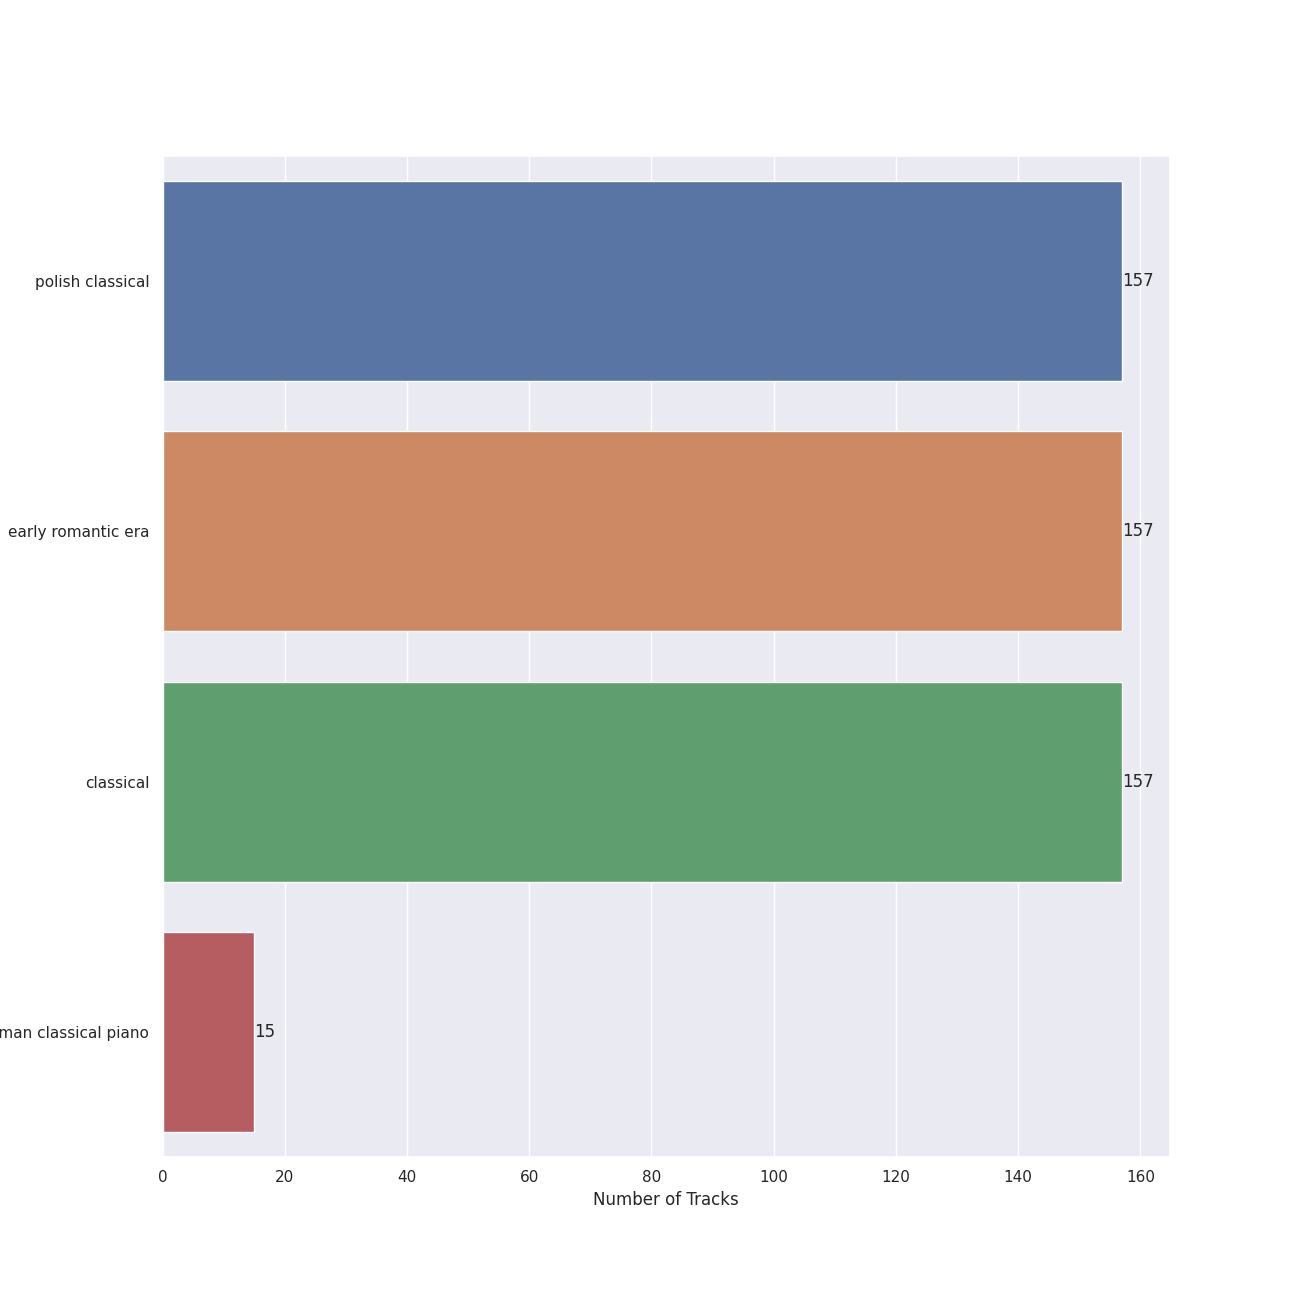 polish classical
157
early romantic era
157
classical
157
classical piano
15
0 20 40 60 80 100 120 140 160
Number of Tracks